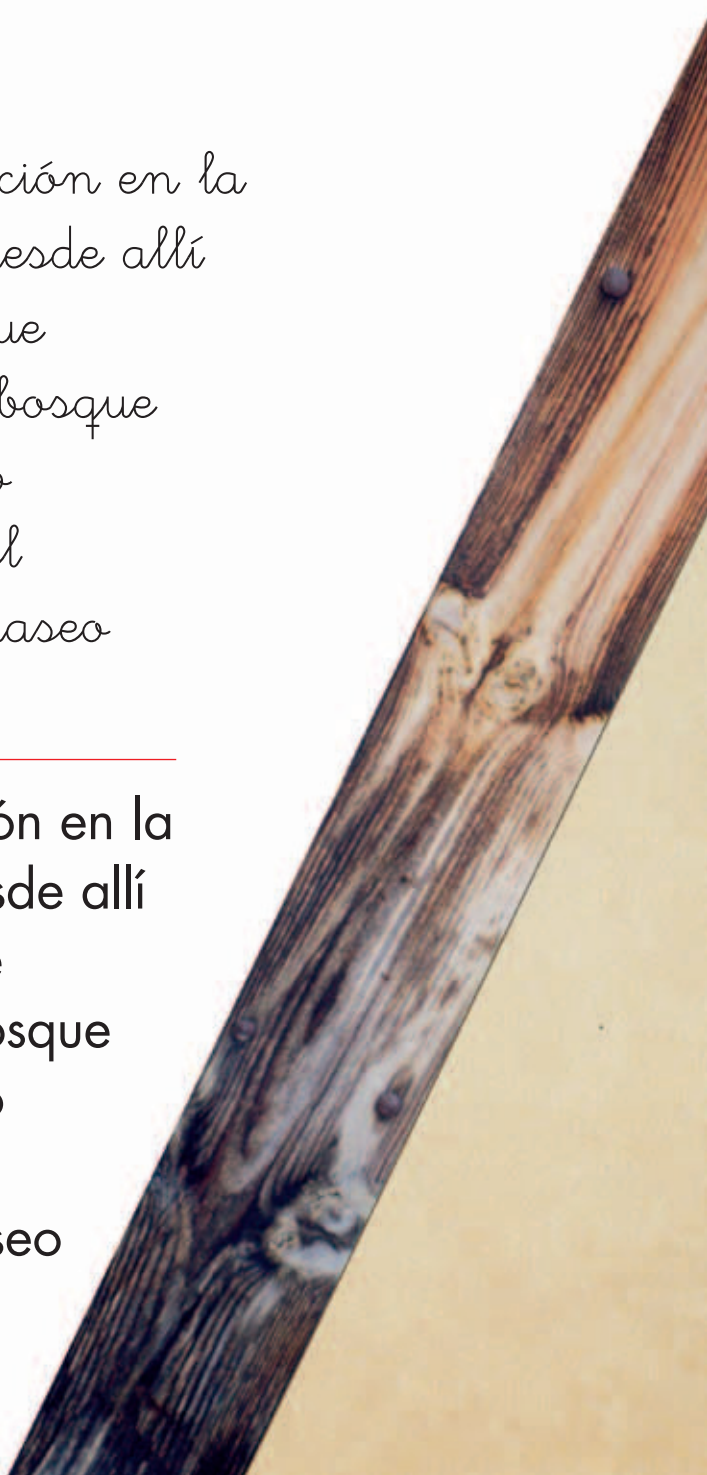 ción en la
esde allí
ue
bosque
o
l
aseo
ón en la
sde allí
e
osque
o
seo